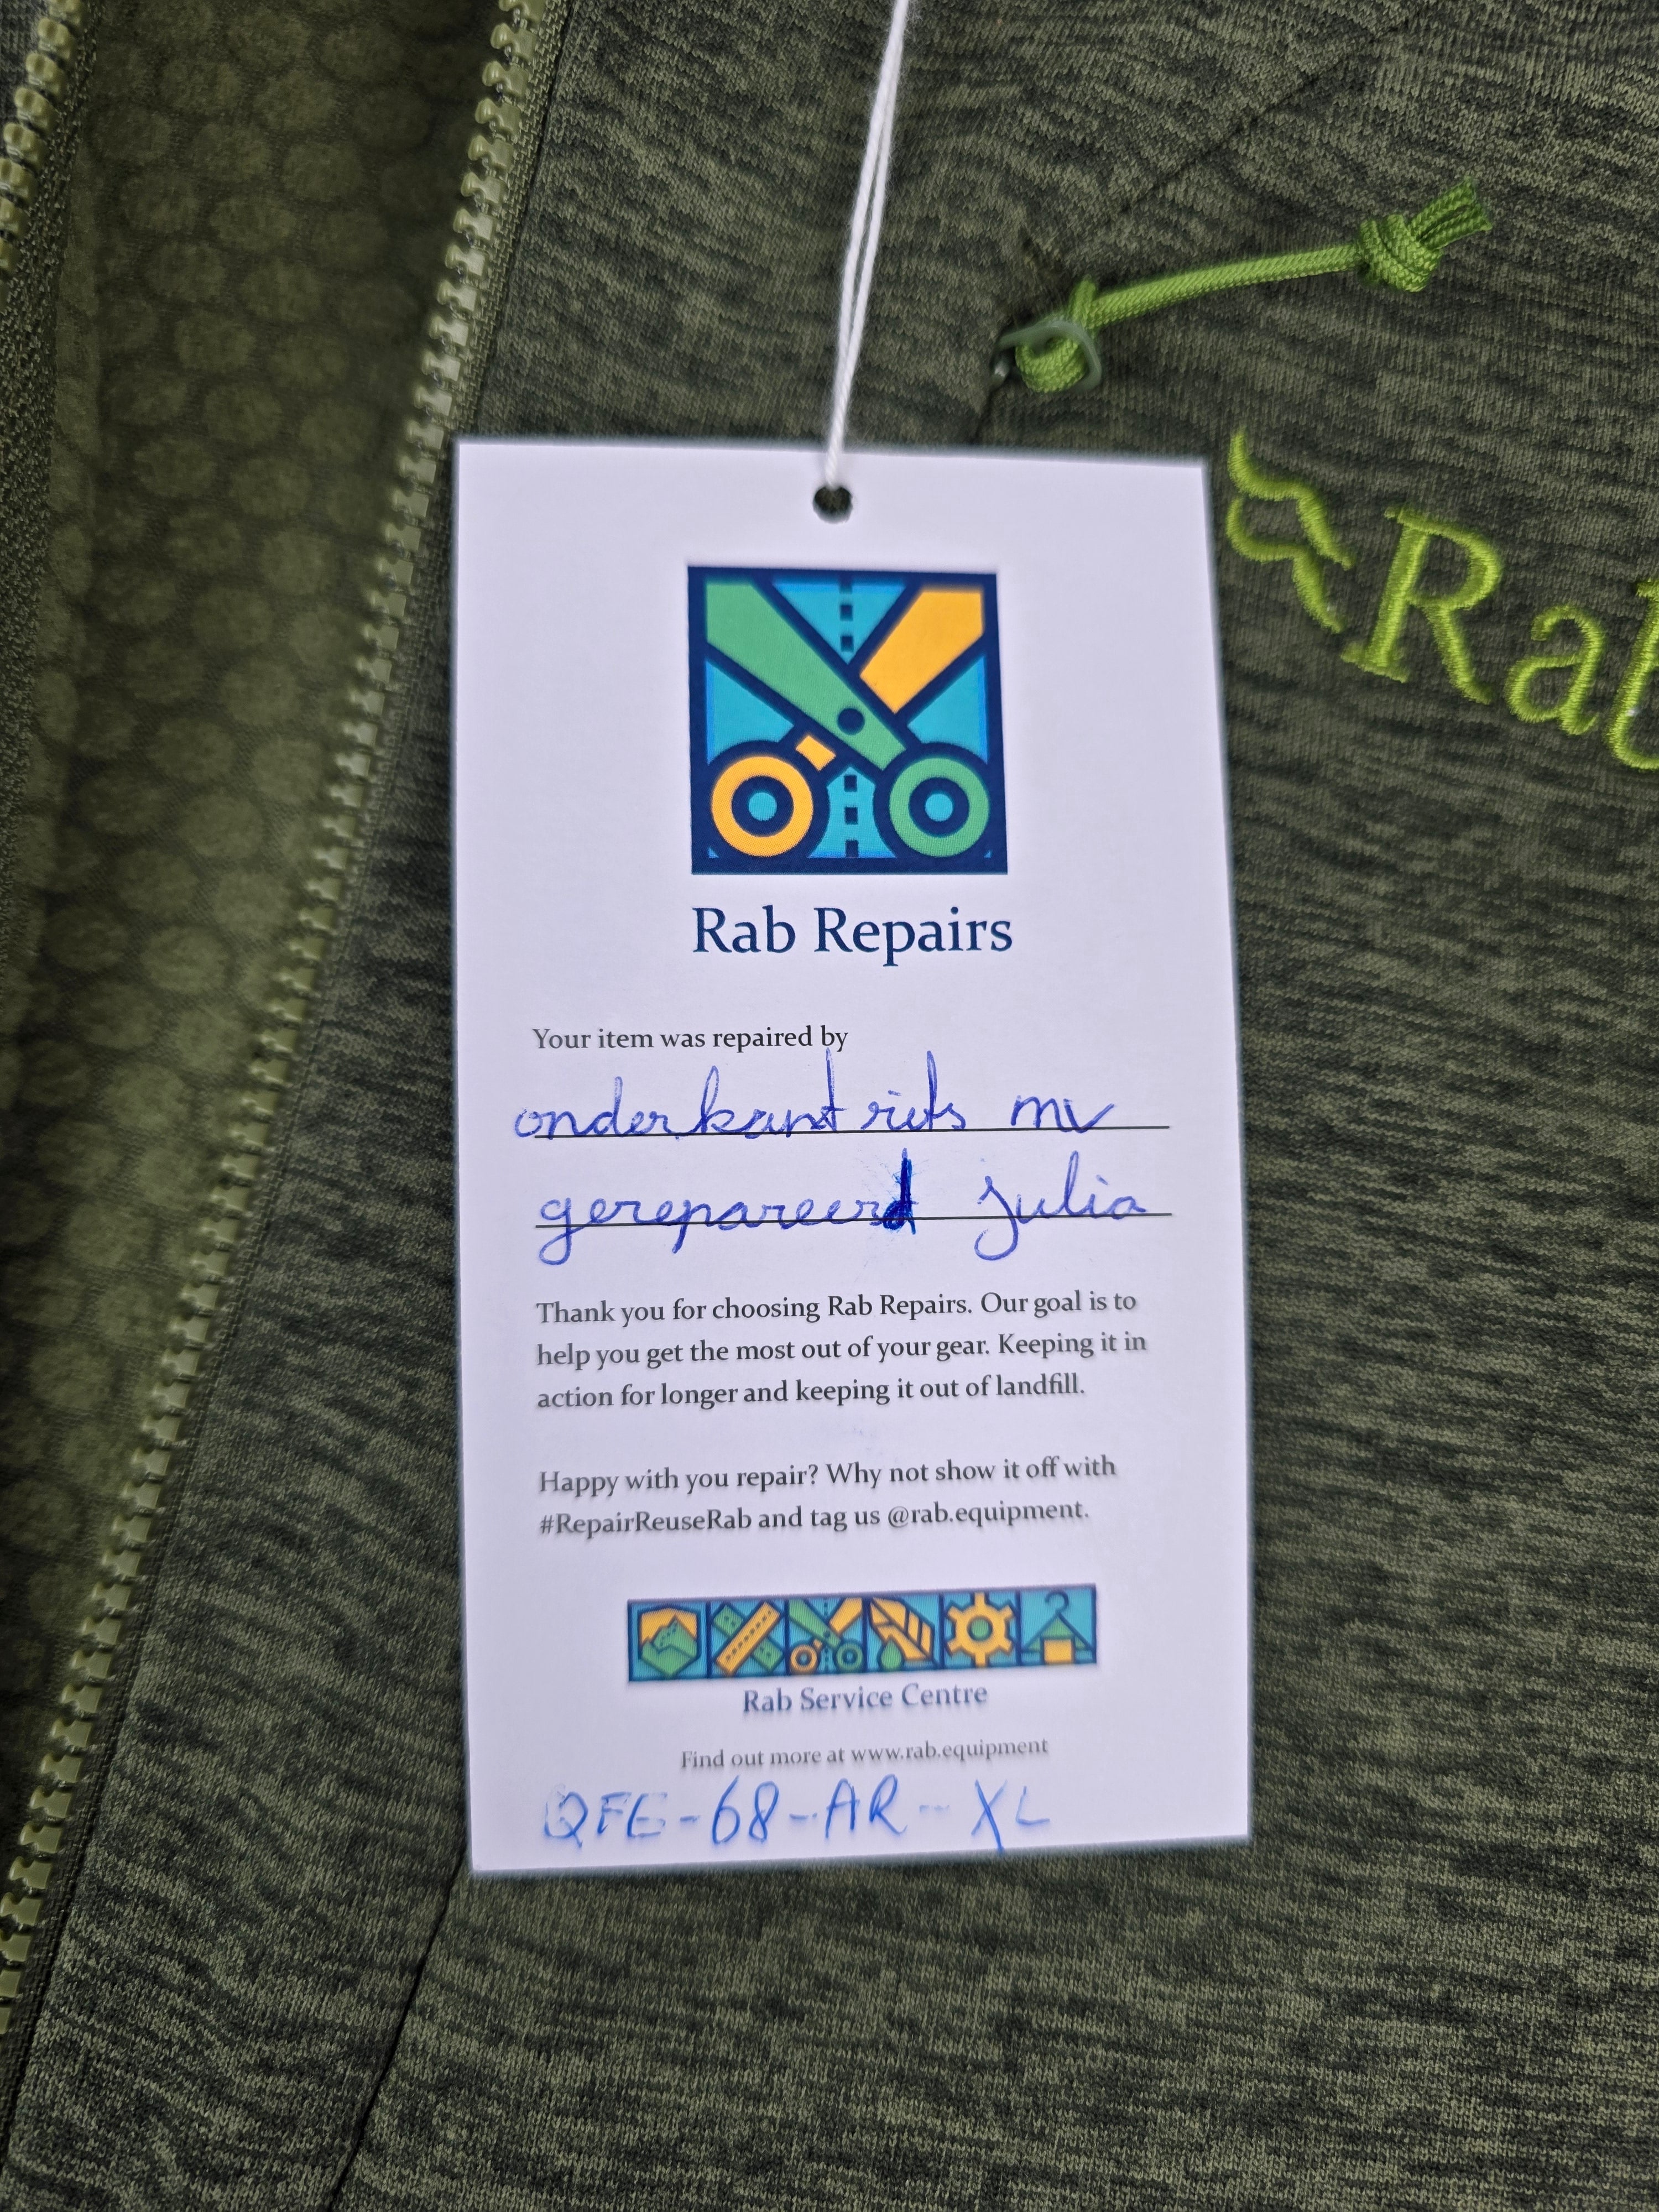 Rab
Rab Repairs
Your item was repaired by
onderkant rits mv
gerepareerd julia
Thank you for choosing Rab Repairs. Our goal is to
help you get the most out of your gear. Keeping it in
action for longer and keeping it out of landfill.
Happy with you repair? Why not show it off with
#RepairReuseRab and tag us @rab.equipment.
Rab Service Centre
Find out more at www.rab.equipment
QFE-68-AR-XL